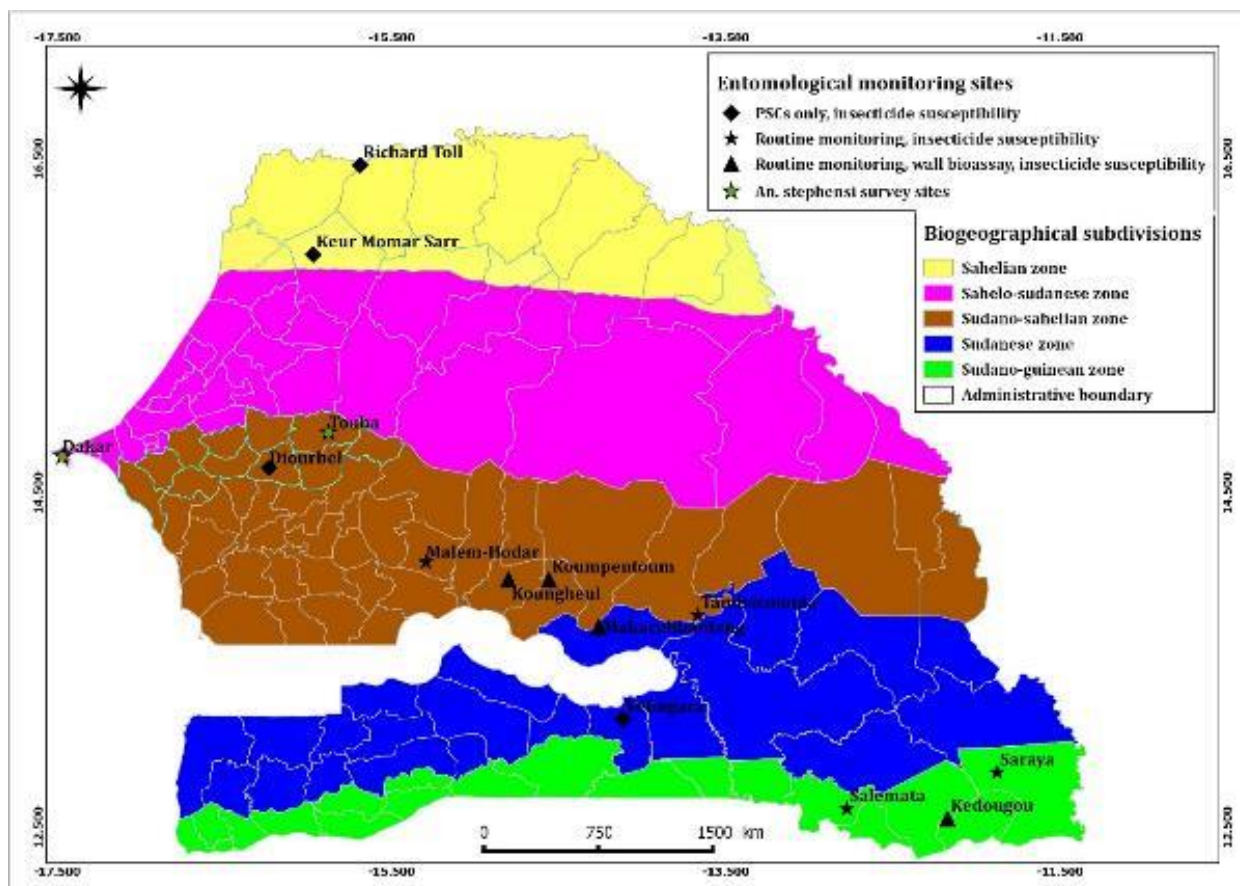 -17.500 -15.500 -13.500 -11.500
Entomological monitoring sites
PSCs only, insecticide susceptibility
Routine monitoring, insecticide susceptibility
Routine monitoring, wall bioassay, insecticide susceptibility
An. stephensi survey sites
16.500 16.500
Richard Toll
Biogeographical subdivisions
Keur Momar Sarr
Sahelian zone
Sahelo-sudanese zone
Sudano-sahelian zone
Sudanese zone
Sudano-guinean zone
Administrative boundary
Touba
Dakar
Diourbel
14.500 14.500
Malem-Hodar
Koumpentoum
Koungheul
Saraya
Salemata
Kedougou
12.500 12.500
0 750 1500 km
-17.500 -15.500 -13.500 -11.500